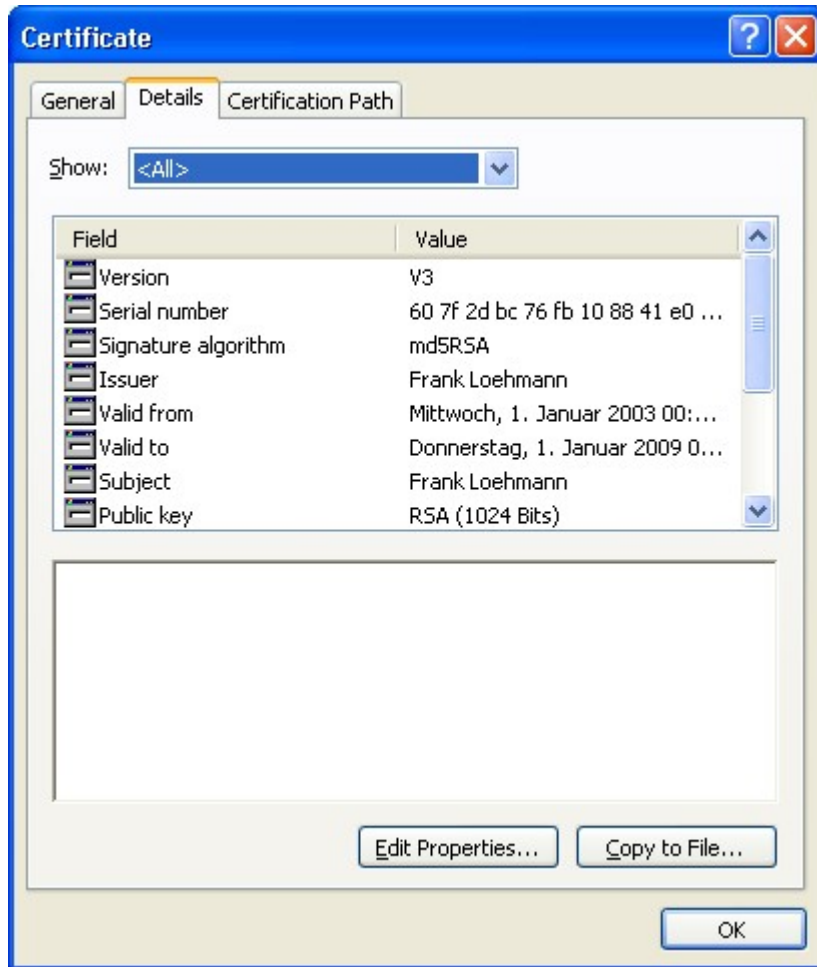 Certificate
General Details Certification Path
Show: <All>
Field Value
Version V3
Serial number 60 7f 2d bc 76 fb 10 88 41 e0 ...
Signature algorithm md5RSA
Issuer Frank Loehmann
Valid from Mittwoch, 1. Januar 2003 00:...
Valid to Donnerstag, 1. Januar 2009 0...
Subject Frank Loehmann
Public key RSA (1024 Bits)
Edit Properties... Copy to File...
OK